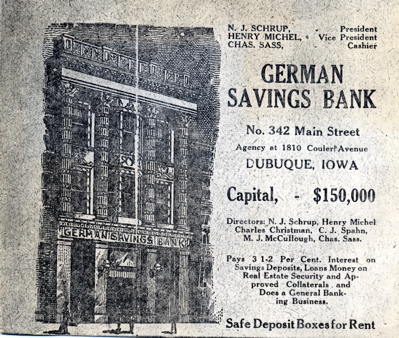 N. J. SCHRUP, - President
HENRY MICHEL, - Vice President
CHAS. SASS, Cashier
GERMAN
SAVINGS BANK
No. 342 Main Street
Agency at 1810 Couler Avenue
DUBUQUE, IOWA
Capital, - $150,000
Directors: N. J. Schrup, Henry Michel
Charles Christman, C. J. Spahn,
M. J. McCullough, Chas. Sass.
Pays 3 1-2 Per Cent. Interest on
Savings Deposits, Loans Money on
Real Estate Security and Ap-
proved Collaterals and
Does a General Bank-
ing Business.
Safe Deposit Boxes for Rent
GERMAN SAVINGS BANK